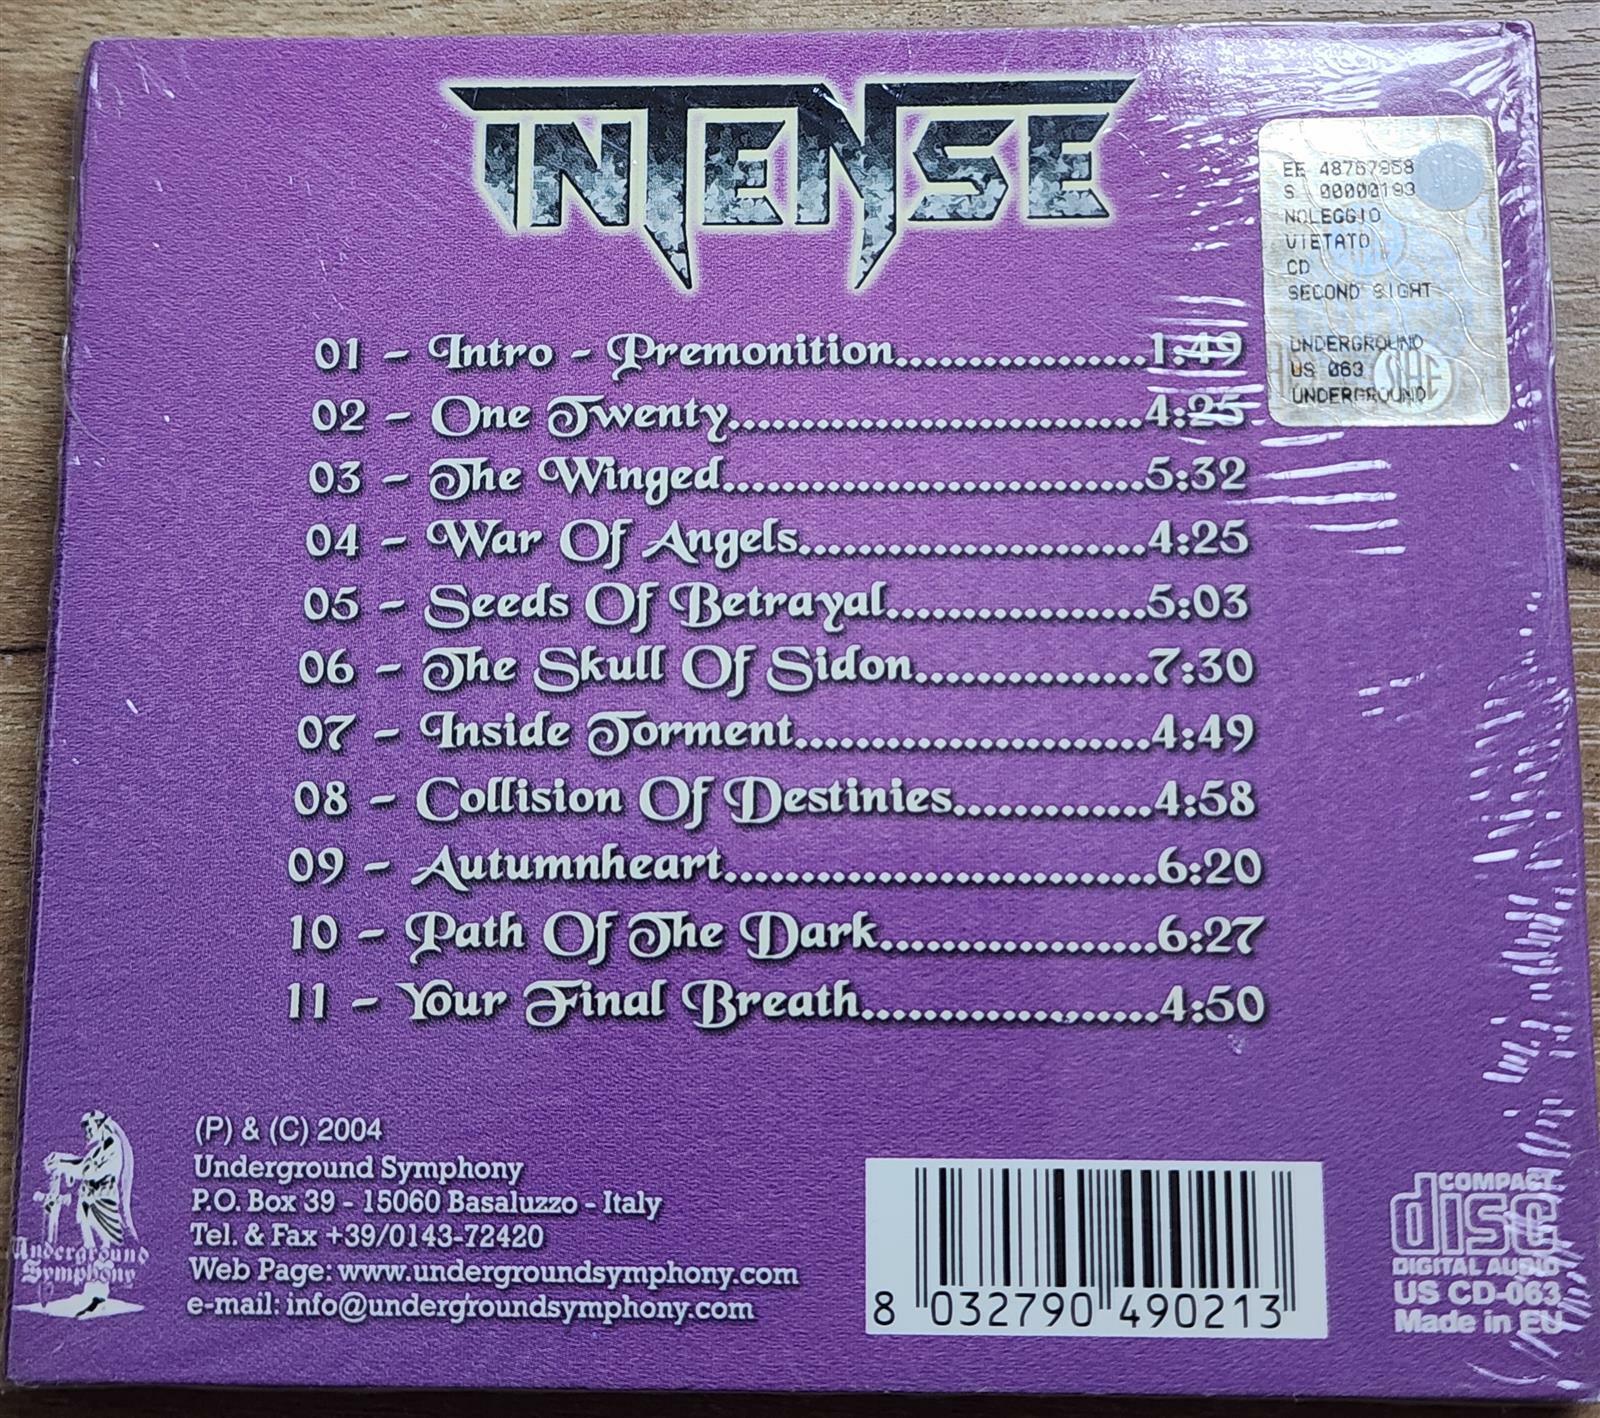 INTENSE
EE 48767958
S 00000193
NOLEGGIO
VIETATO
CD
SECOND SIGHT
UNDERGROUND
US 063
UNDERGROUND
01 - Intro - Premonition................1:49
02 - One Twenty............................4:25
03 - The Winged............................5:32
04 - War Of Angels.......................4:25
05 - Seeds Of Betrayal.................5:03
06 - The Skull Of Sidon...............7:30
07 - Inside Torment.......................4:49
08 - Collision Of Destinies.............4:58
09 - Autumnheart............................6:20
10 - Path Of The Dark..................6:27
11 - Your Final Breath...................4:50
(P) & (C) 2004
Underground Symphony
P.O. Box 39 - 15060 Basaluzzo - Italy
Tel. & Fax +39/0143-72420
Web Page: www.undergroundsymphony.com
e-mail: info@undergroundsymphony.com
Underground
Symphony
8 032790 490213
COMPACT
disc
DIGITAL AUDIO
US CD-063
Made in EU